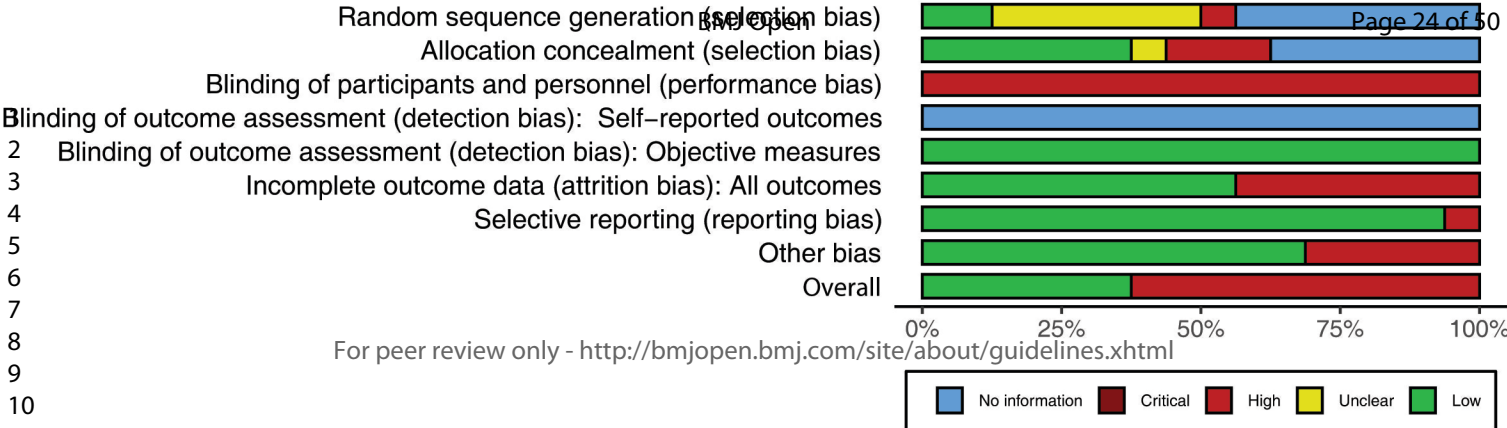 Random sequence generation (selection bias)
BMJ Open
Page 24 of 50
Allocation concealment (selection bias)
Blinding of participants and personnel (performance bias)
1
Blinding of outcome assessment (detection bias): Self−reported outcomes
2
Blinding of outcome assessment (detection bias): Objective measures
3
Incomplete outcome data (attrition bias): All outcomes
4
Selective reporting (reporting bias)
5
Other bias
6
Overall
7
0% 25% 50% 75% 100%
8
For peer review only - http://bmjopen.bmj.com/site/about/guidelines.xhtml
9
No information Critical High Unclear Low
10